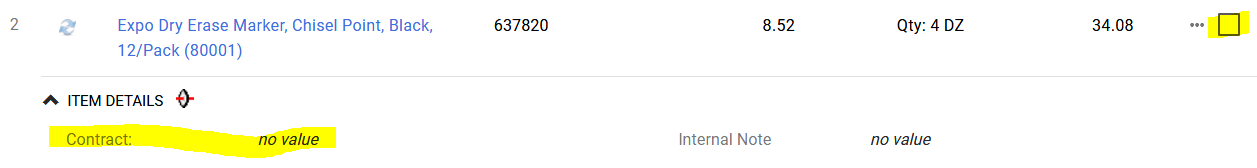 2 Expo Dry Erase Marker, Chisel Point, Black, 637820 8.52 Qty: 4 DZ 34.08 •••
12/Pack (80001)
ITEM DETAILS
Contract: no value Internal Note no value